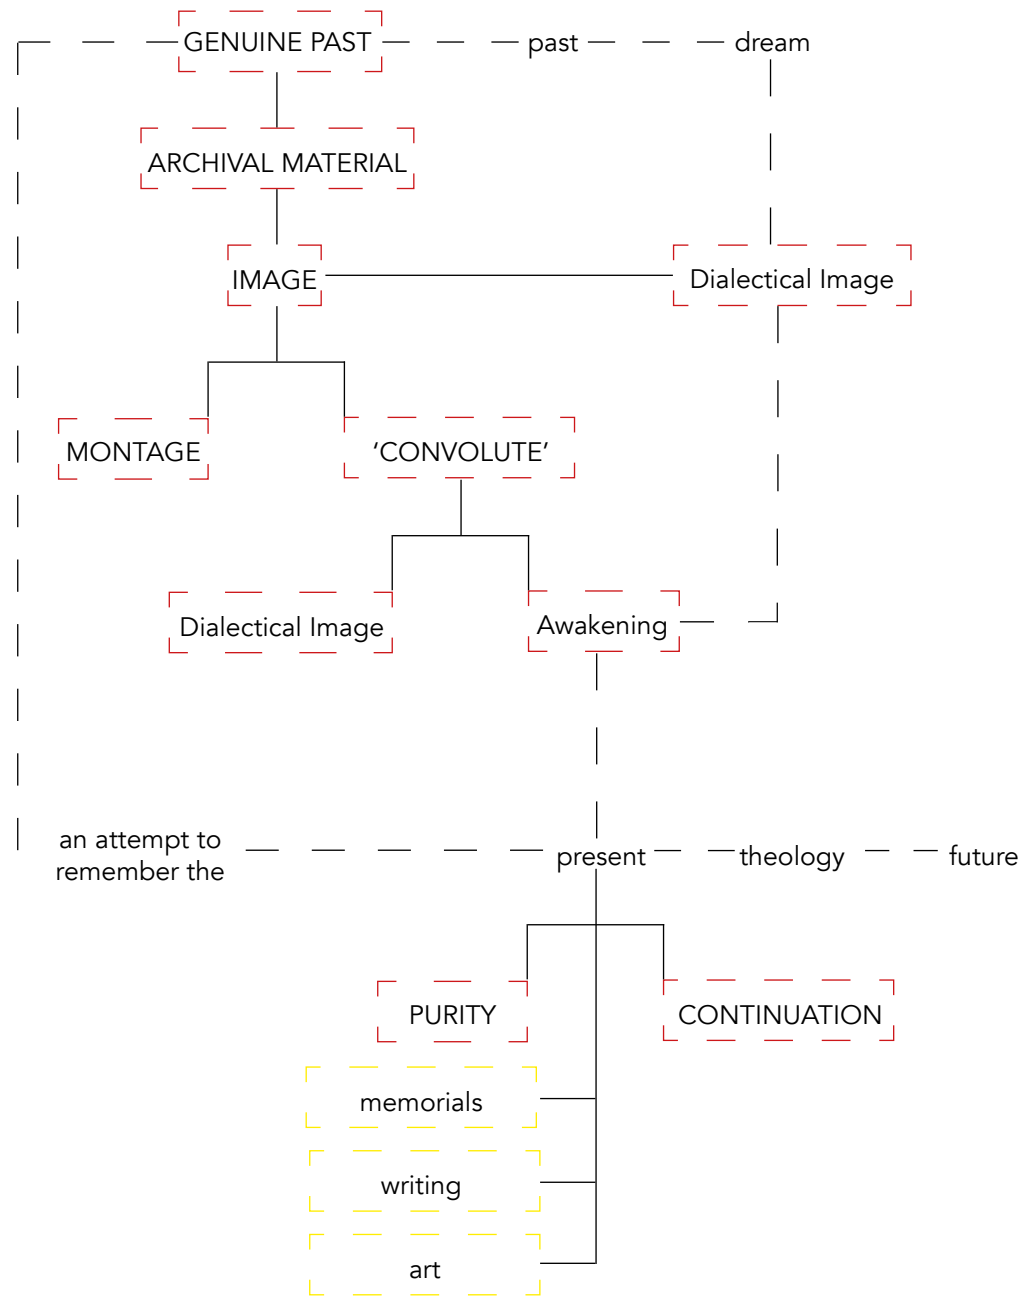 GENUINE PAST
past
dream
ARCHIVAL MATERIAL
IMAGE
Dialectical Image
MONTAGE
‘CONVOLUTE’
Dialectical Image
Awakening
an attempt to
remember the
present
theology
future
PURITY
CONTINUATION
memorials
writing
art